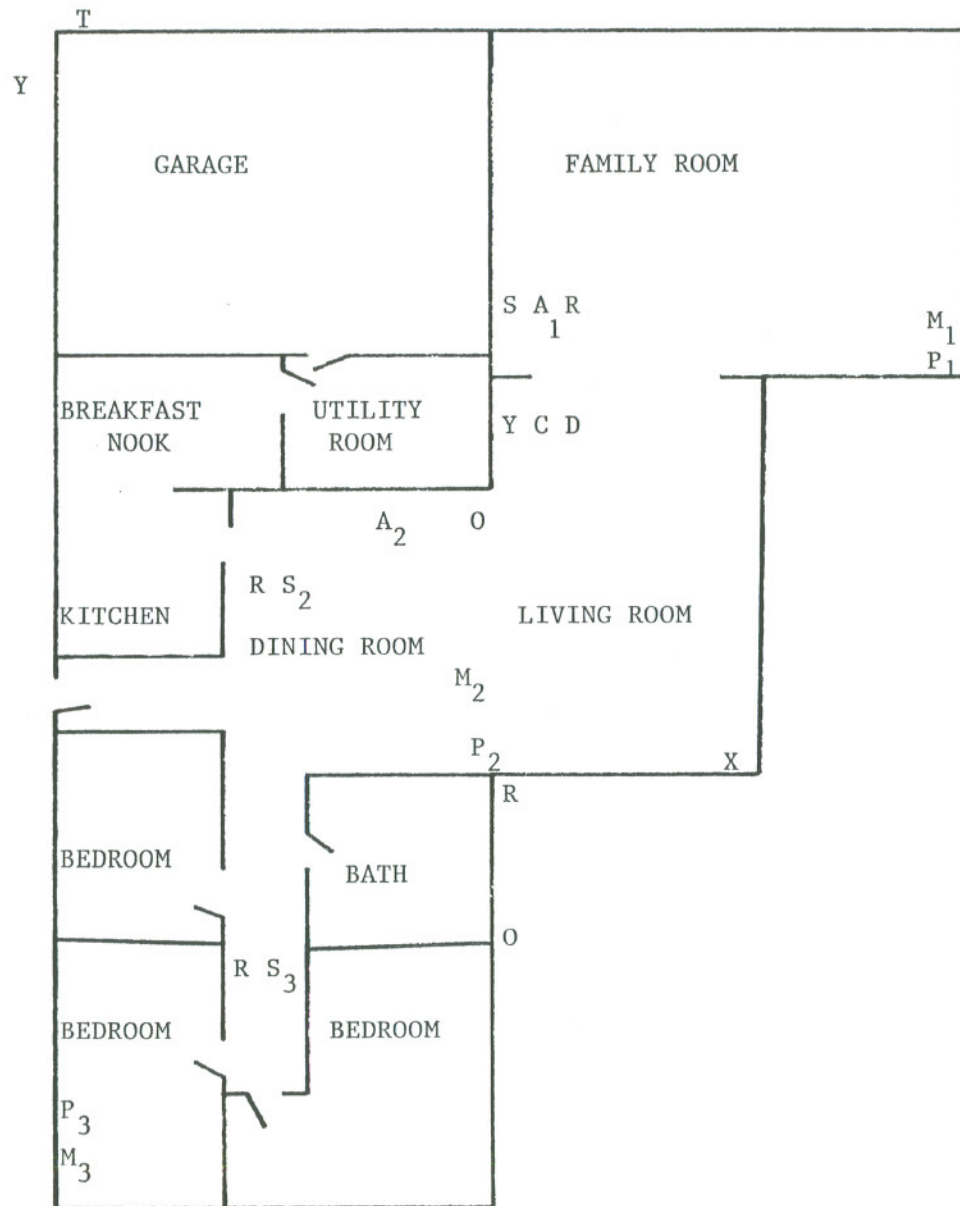 T
Y
GARAGE
FAMILY ROOM
S A1 R
M1
P1
BREAKFAST NOOK
UTILITY ROOM
Y C D
A2 O
R S2
KITCHEN
LIVING ROOM
DINING ROOM
M2
P2
X
R
BEDROOM
BATH
O
R S3
BEDROOM
BEDROOM
P3
M3